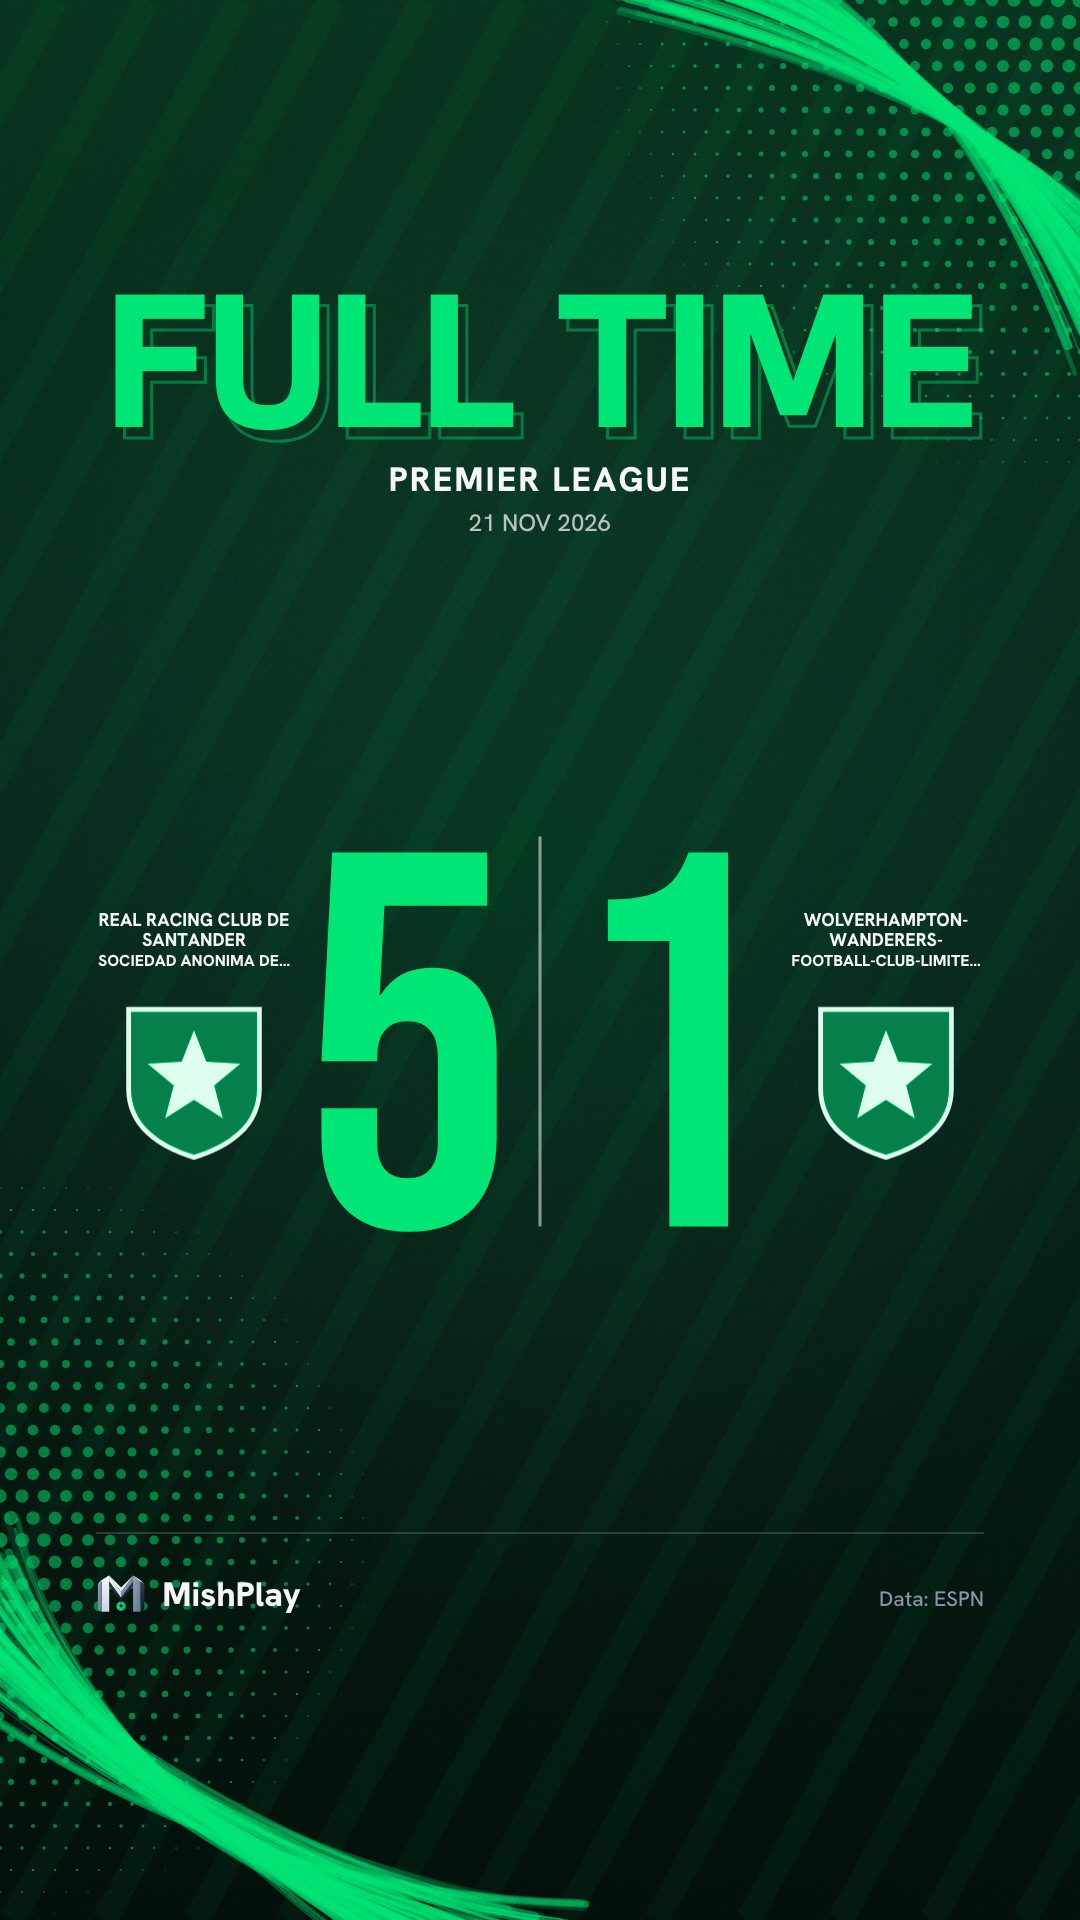 FULL TIME
PREMIER LEAGUE
21 NOV 2026
REAL RACING CLUB DE
SANTANDER
SOCIEDAD ANONIMA DE...
5
1
WOLVERHAMPTON-
WANDERERS-
FOOTBALL-CLUB-LIMITE...
MishPlay
Data: ESPN